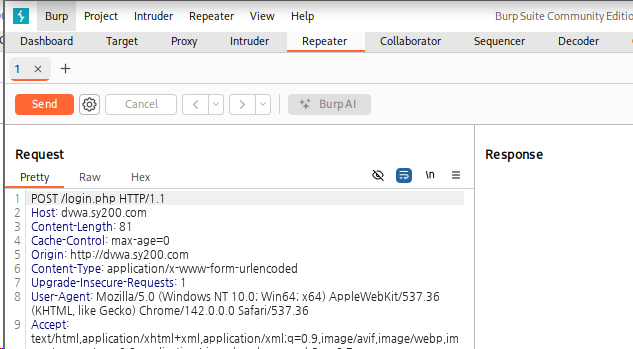 Burp Project Intruder Repeater View Help Burp Suite Community Editio
Dashboard Target Proxy Intruder Repeater Collaborator Sequencer Decoder
1 × +
Send Cancel < > Burp AI
Request Response
Pretty Raw Hex \n
1 POST /login.php HTTP/1.1
2 Host: dvwa.sy200.com
3 Content-Length: 81
4 Cache-Control: max-age=0
5 Origin: http://dvwa.sy200.com
6 Content-Type: application/x-www-form-urlencoded
7 Upgrade-Insecure-Requests: 1
8 User-Agent: Mozilla/5.0 (Windows NT 10.0; Win64; x64) AppleWebKit/537.36
(KHTML, like Gecko) Chrome/142.0.0.0 Safari/537.36
9 Accept:
text/html,application/xhtml+xml,application/xml;q=0.9,image/avif,image/webp,im